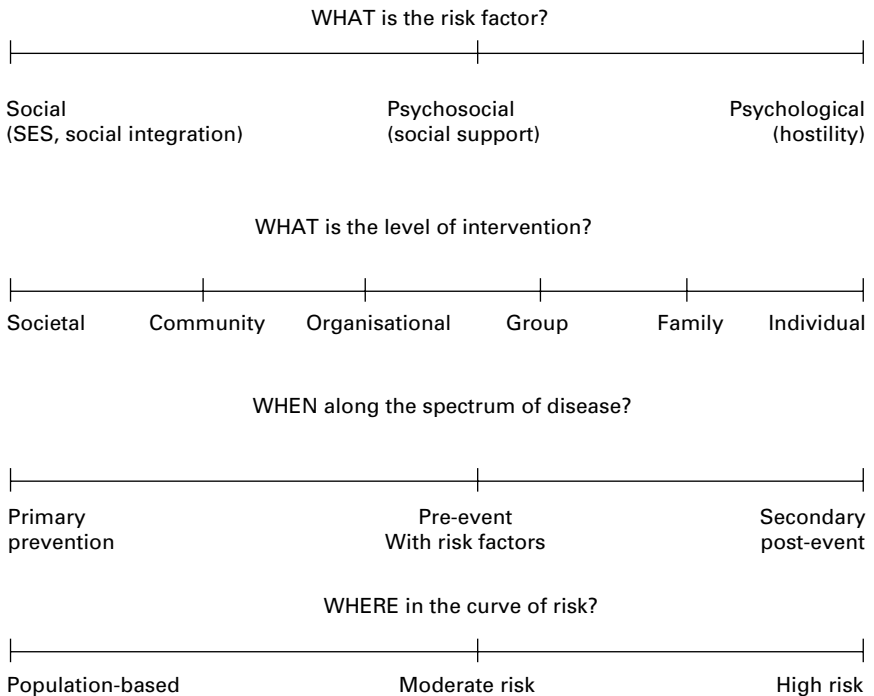 WHAT is the risk factor?
Social Psychosocial Psychological
(SES, social integration) (social support) (hostility)
WHAT is the level of intervention?
Societal Community Organisational Group Family Individual
WHEN along the spectrum of disease?
Primary Pre-event Secondary
prevention With risk factors post-event
WHERE in the curve of risk?
Population-based Moderate risk High risk